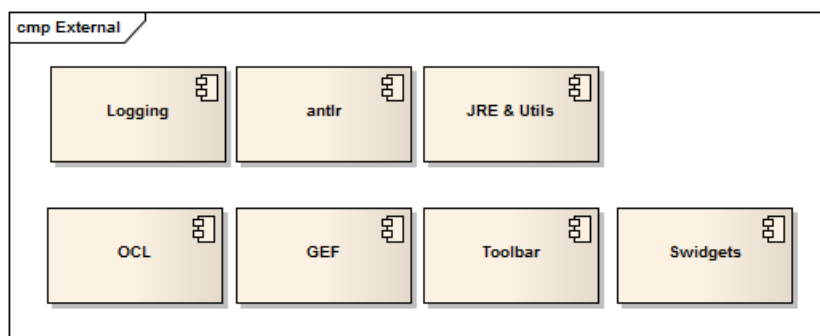 cmp External
Logging
antlr
JRE & Utils
OCL
GEF
Toolbar
Swidgets